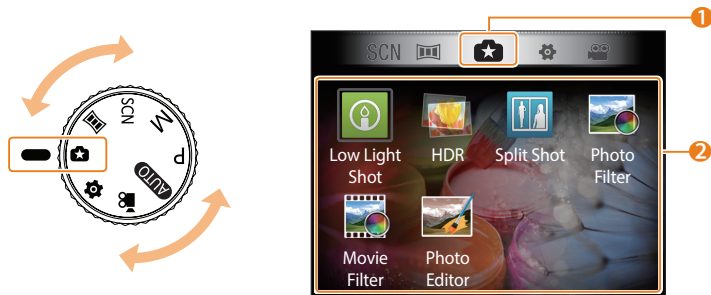 SCN
M
P
AUTO
1
SCN
2
Low Light
Shot
HDR
Split Shot
Photo
Filter
Movie
Filter
Photo
Editor